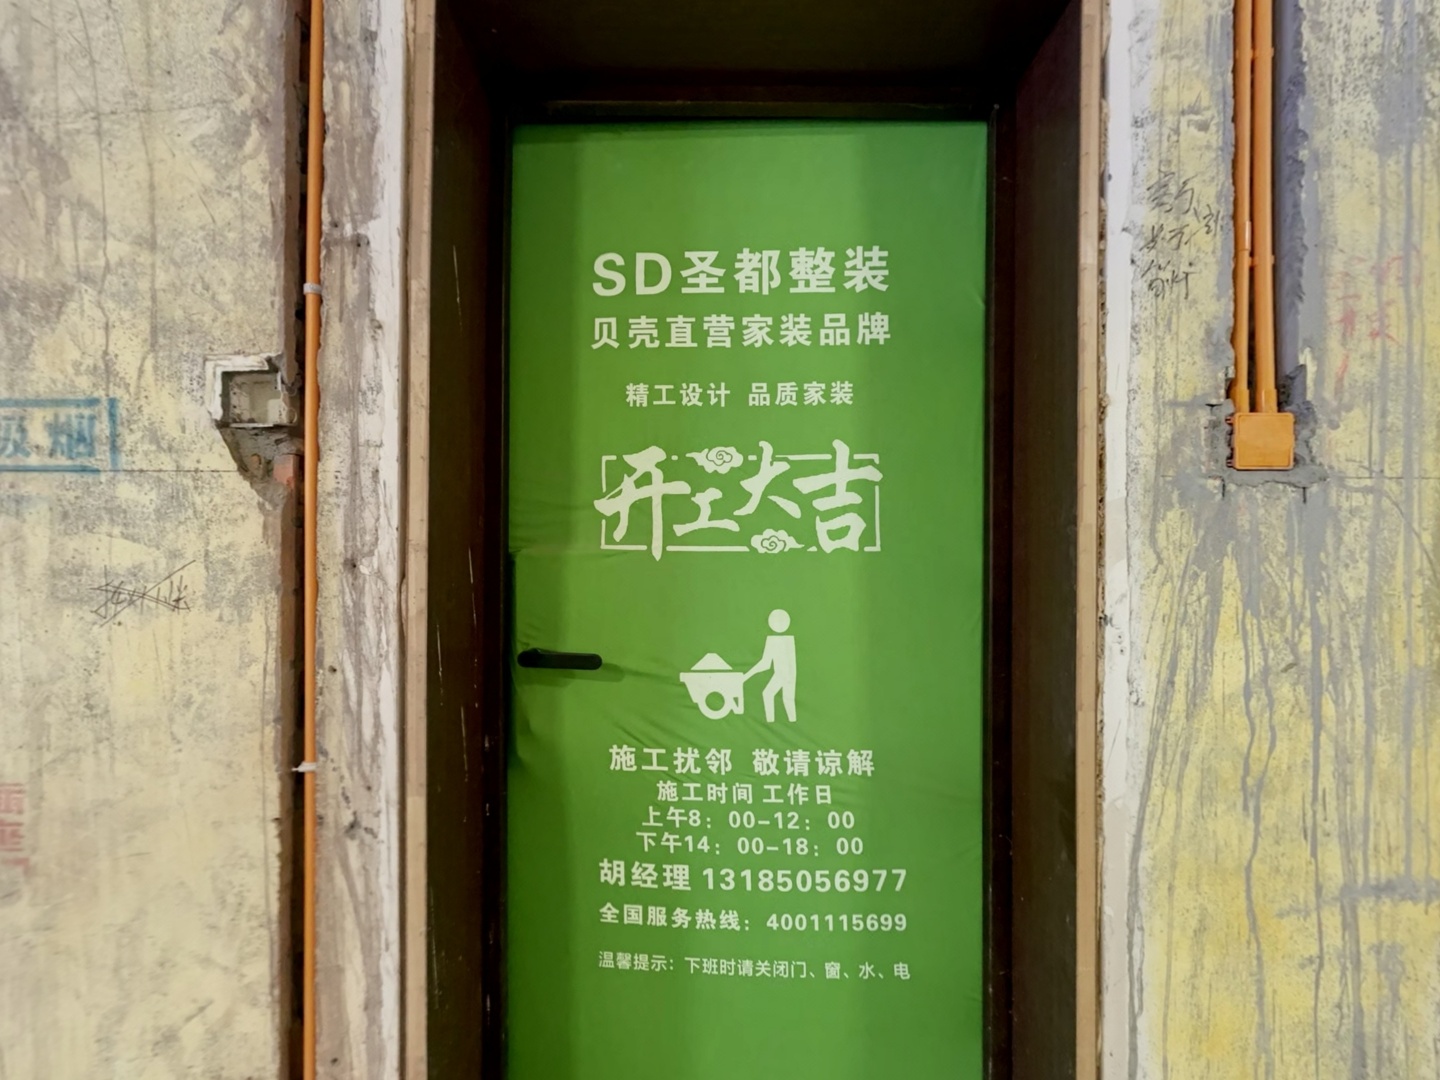 SD圣都整装
贝壳直营家装品牌
精工设计 品质家装
开工大吉
施工扰邻 敬请谅解
施工时间 工作日
上午8：00-12：00
下午14：00-18：00
胡经理 13185056977
全国服务热线：4001115699
温馨提示：下班时请关闭门、窗、水、电
吸烟